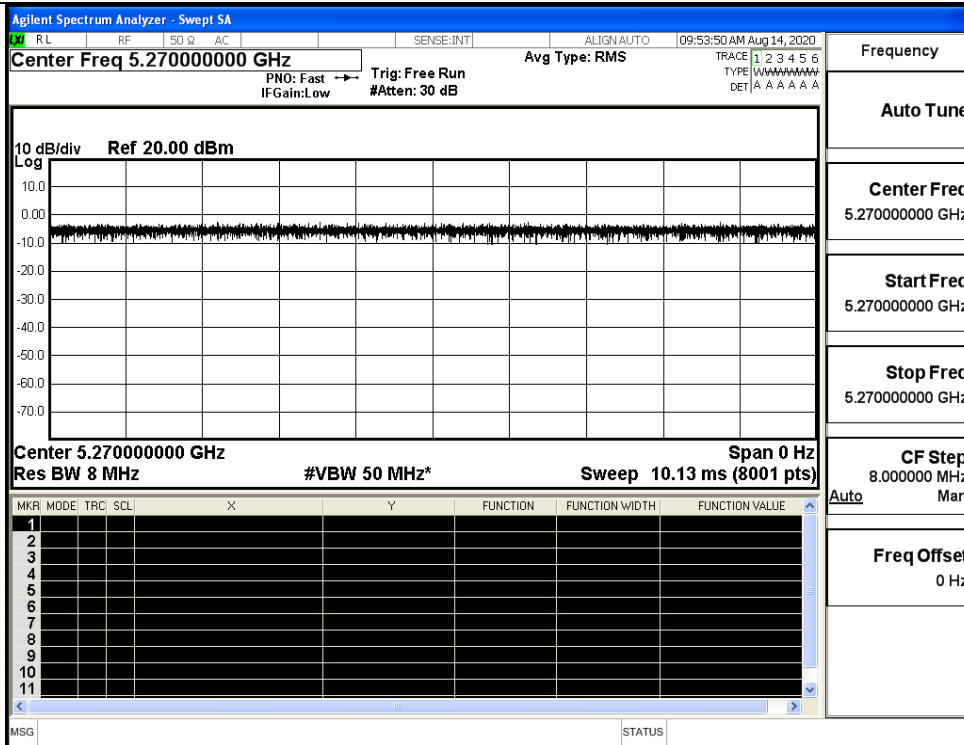 Agilent Spectrum Analyzer - Swept SA
LXI RL RF 50 Ω AC SENSE:INT ALIGN AUTO 09:53:50 AM Aug 14, 2020
Center Freq 5.270000000 GHz
PNO: Fast
IFGain:Low
Trig: Free Run
#Atten: 30 dB
Avg Type: RMS
TRACE 1 2 3 4 5 6
TYPE WWWWWW
DET A A A A A A
10 dB/div Ref 20.00 dBm
Log
10.0
0.00
-10.0
-20.0
-30.0
-40.0
-50.0
-60.0
-70.0
Center 5.270000000 GHz Span 0 Hz
Res BW 8 MHz #VBW 50 MHz* Sweep 10.13 ms (8001 pts)
MKR MODE TRC SCL X Y FUNCTION FUNCTION WIDTH FUNCTION VALUE
1
2
3
4
5
6
7
8
9
10
11
MSG STATUS
Frequency
Auto Tune
Center Freq
5.270000000 GHz
Start Freq
5.270000000 GHz
Stop Freq
5.270000000 GHz
CF Step
8.000000 MHz
Auto Man
Freq Offset
0 Hz